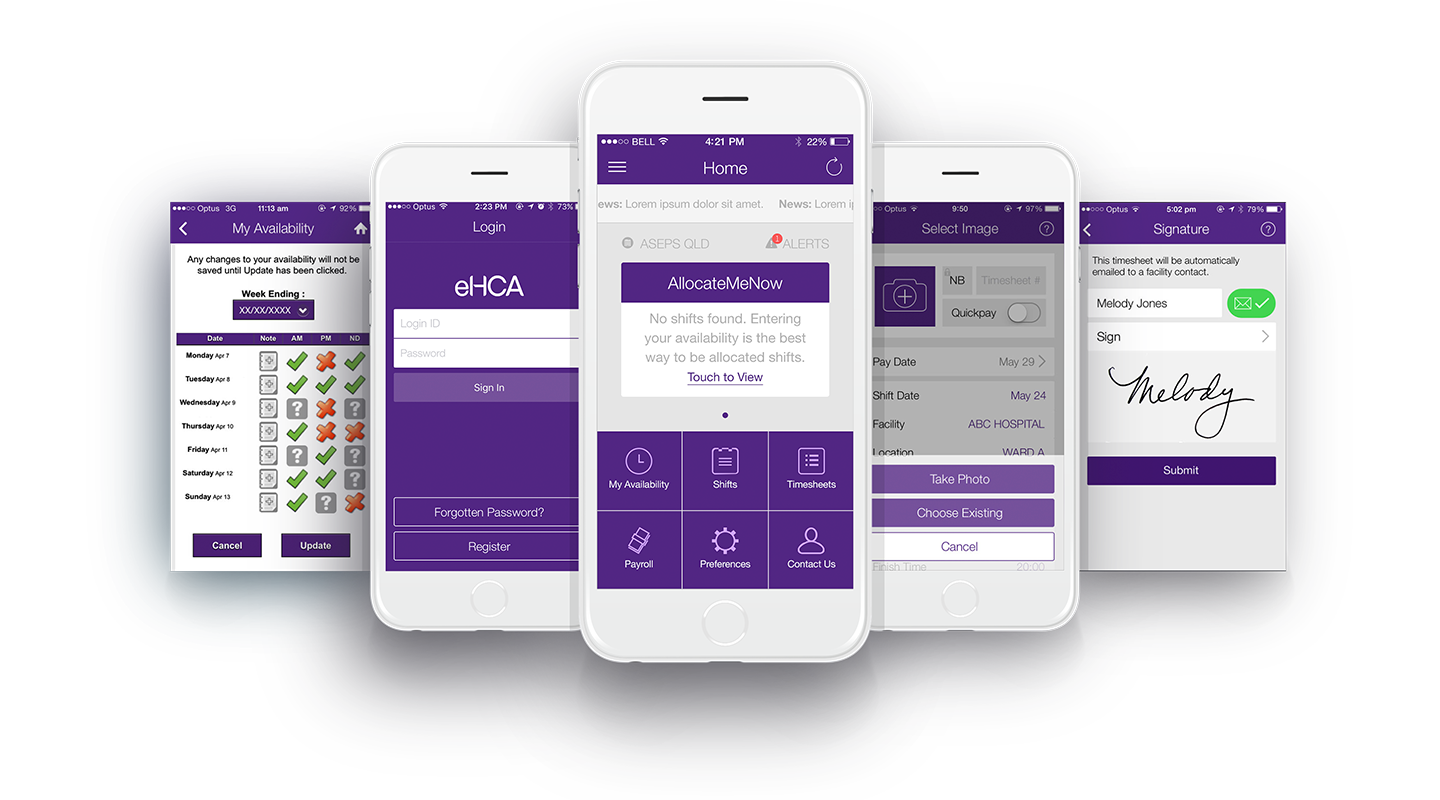 Optus 3G 11:13 am 92%
My Availability
Any changes to your availability will not be
saved until Update has been clicked.
Week Ending :
XX/XX/XXXX
Date Note AM PM ND
Monday Apr 7
Tuesday Apr 8
Wednesday Apr 9
Thursday Apr 10
Friday Apr 11
Saturday Apr 12
Sunday Apr 13
Cancel Update
Optus 2:23 PM 73%
Login
eHCA
Login ID
Password
Sign In
Forgotten Password?
Register
BELL 4:21 PM 22%
Home
ews: Lorem ipsum dolor sit amet. News: Lorem i
ASEPS QLD 1 ALERTS
AllocateMeNow
No shifts found. Entering
your availability is the best
way to be allocated shifts.
Touch to View
My Availability Shifts Timesheets
Payroll Preferences Contact Us
Optus 9:50 97%
Select Image ?
NB Timesheet #
Quickpay
Pay Date May 29
Shift Date May 24
Facility ABC HOSPITAL
Location WARD A
Take Photo
Choose Existing
Cancel
Finish Time 20:00
Optus 5:02 pm 79%
Signature ?
This timesheet will be automatically
emailed to a facility contact.
Melody Jones
Sign
Melody
Submit